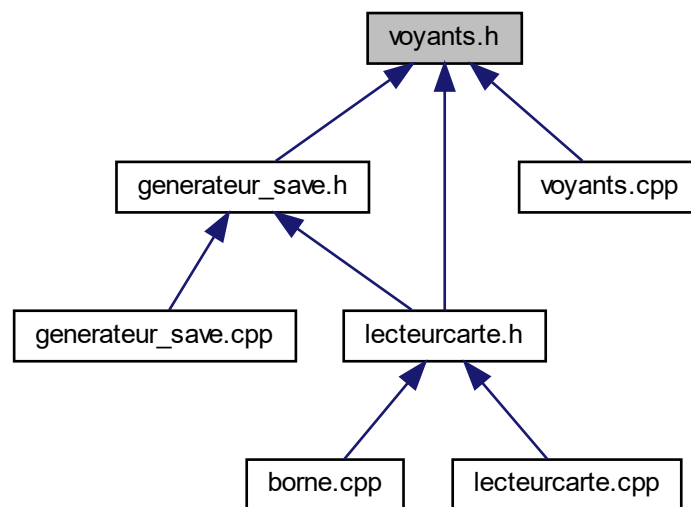 voyants.h
generateur_save.h
voyants.cpp
generateur_save.cpp
lecteurcarte.h
borne.cpp
lecteurcarte.cpp